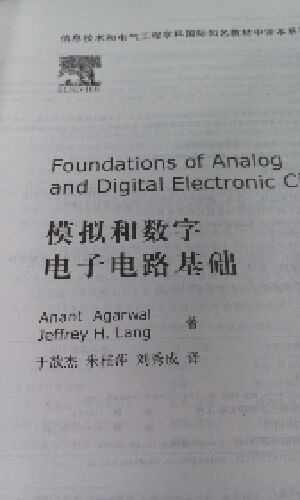 信息技术和电气工程学科国际知名教材中译本系
ELSEVIER
Foundations of Analog
and Digital Electronic C
模拟和数字
电子电路基础
Anant Agarwal
Jeffrey H. Lang 著
于歆杰 朱桂萍 刘秀成 译